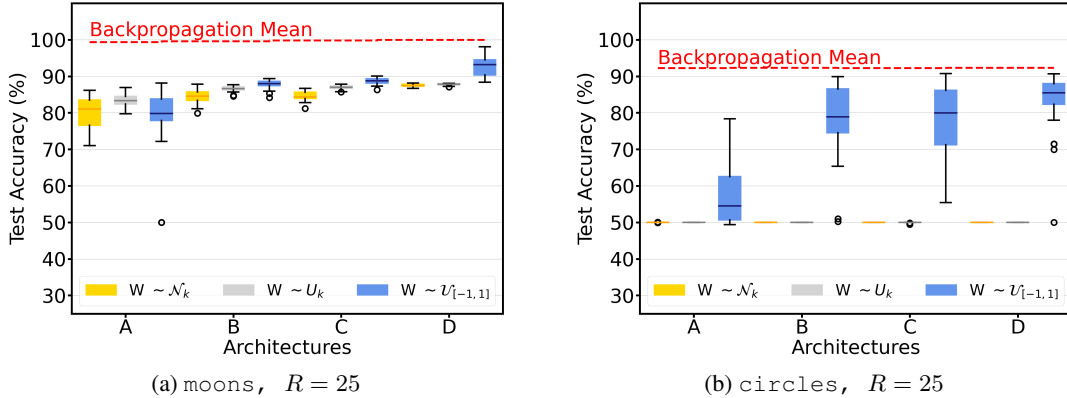 Backpropagation Mean
Test Accuracy (%)
100
90
80
70
60
50
40
30
W ~ 𝒩ₖ
W ~ Uₖ
W ~ 𝒰[-1, 1]
A
B
C
D
Architectures
(a) moons, R = 25
Backpropagation Mean
Test Accuracy (%)
100
90
80
70
60
50
40
30
W ~ 𝒩ₖ
W ~ Uₖ
W ~ 𝒰[-1, 1]
A
B
C
D
Architectures
(b) circles, R = 25